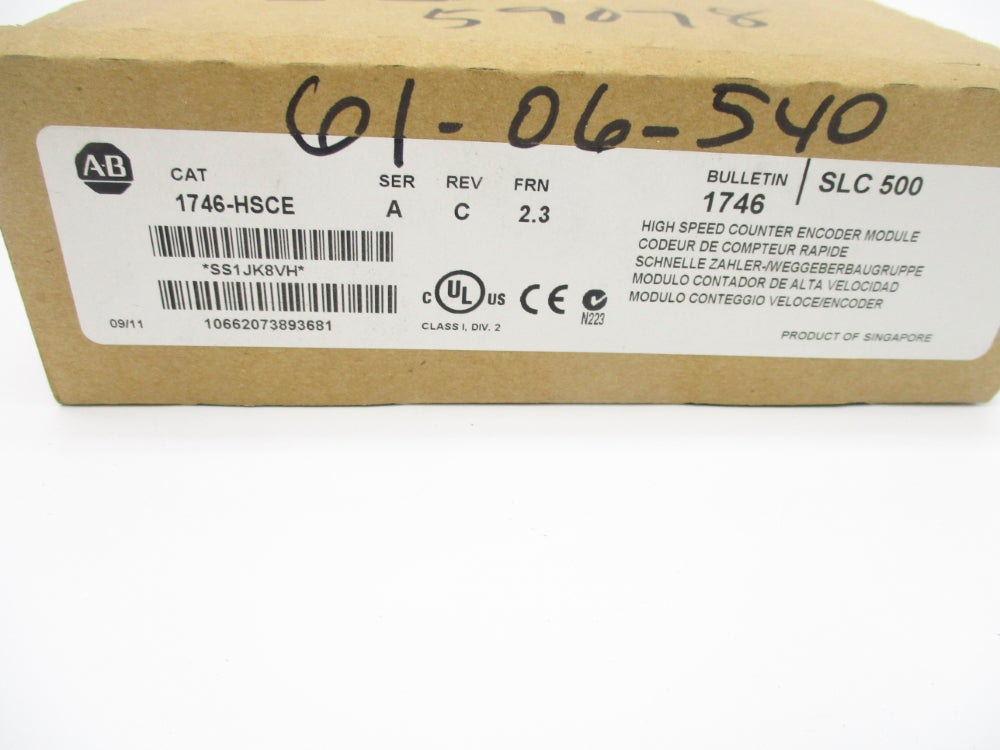 59078
61-06-540
A-B
CAT
1746-HSCE
SER
A
REV
C
FRN
2.3
BULLETIN
1746
SLC 500
HIGH SPEED COUNTER ENCODER MODULE
CODEUR DE COMPTEUR RAPIDE
SCHNELLE ZAHLER-/WEGGEBERBAUGRUPPE
MODULO CONTADOR DE ALTA VELOCIDAD
MODULO CONTEGGIO VELOCE/ENCODER
*SS1JK8VH*
09/11
10662073893681
C UL US
CLASS I, DIV. 2
CE
N223
PRODUCT OF SINGAPORE